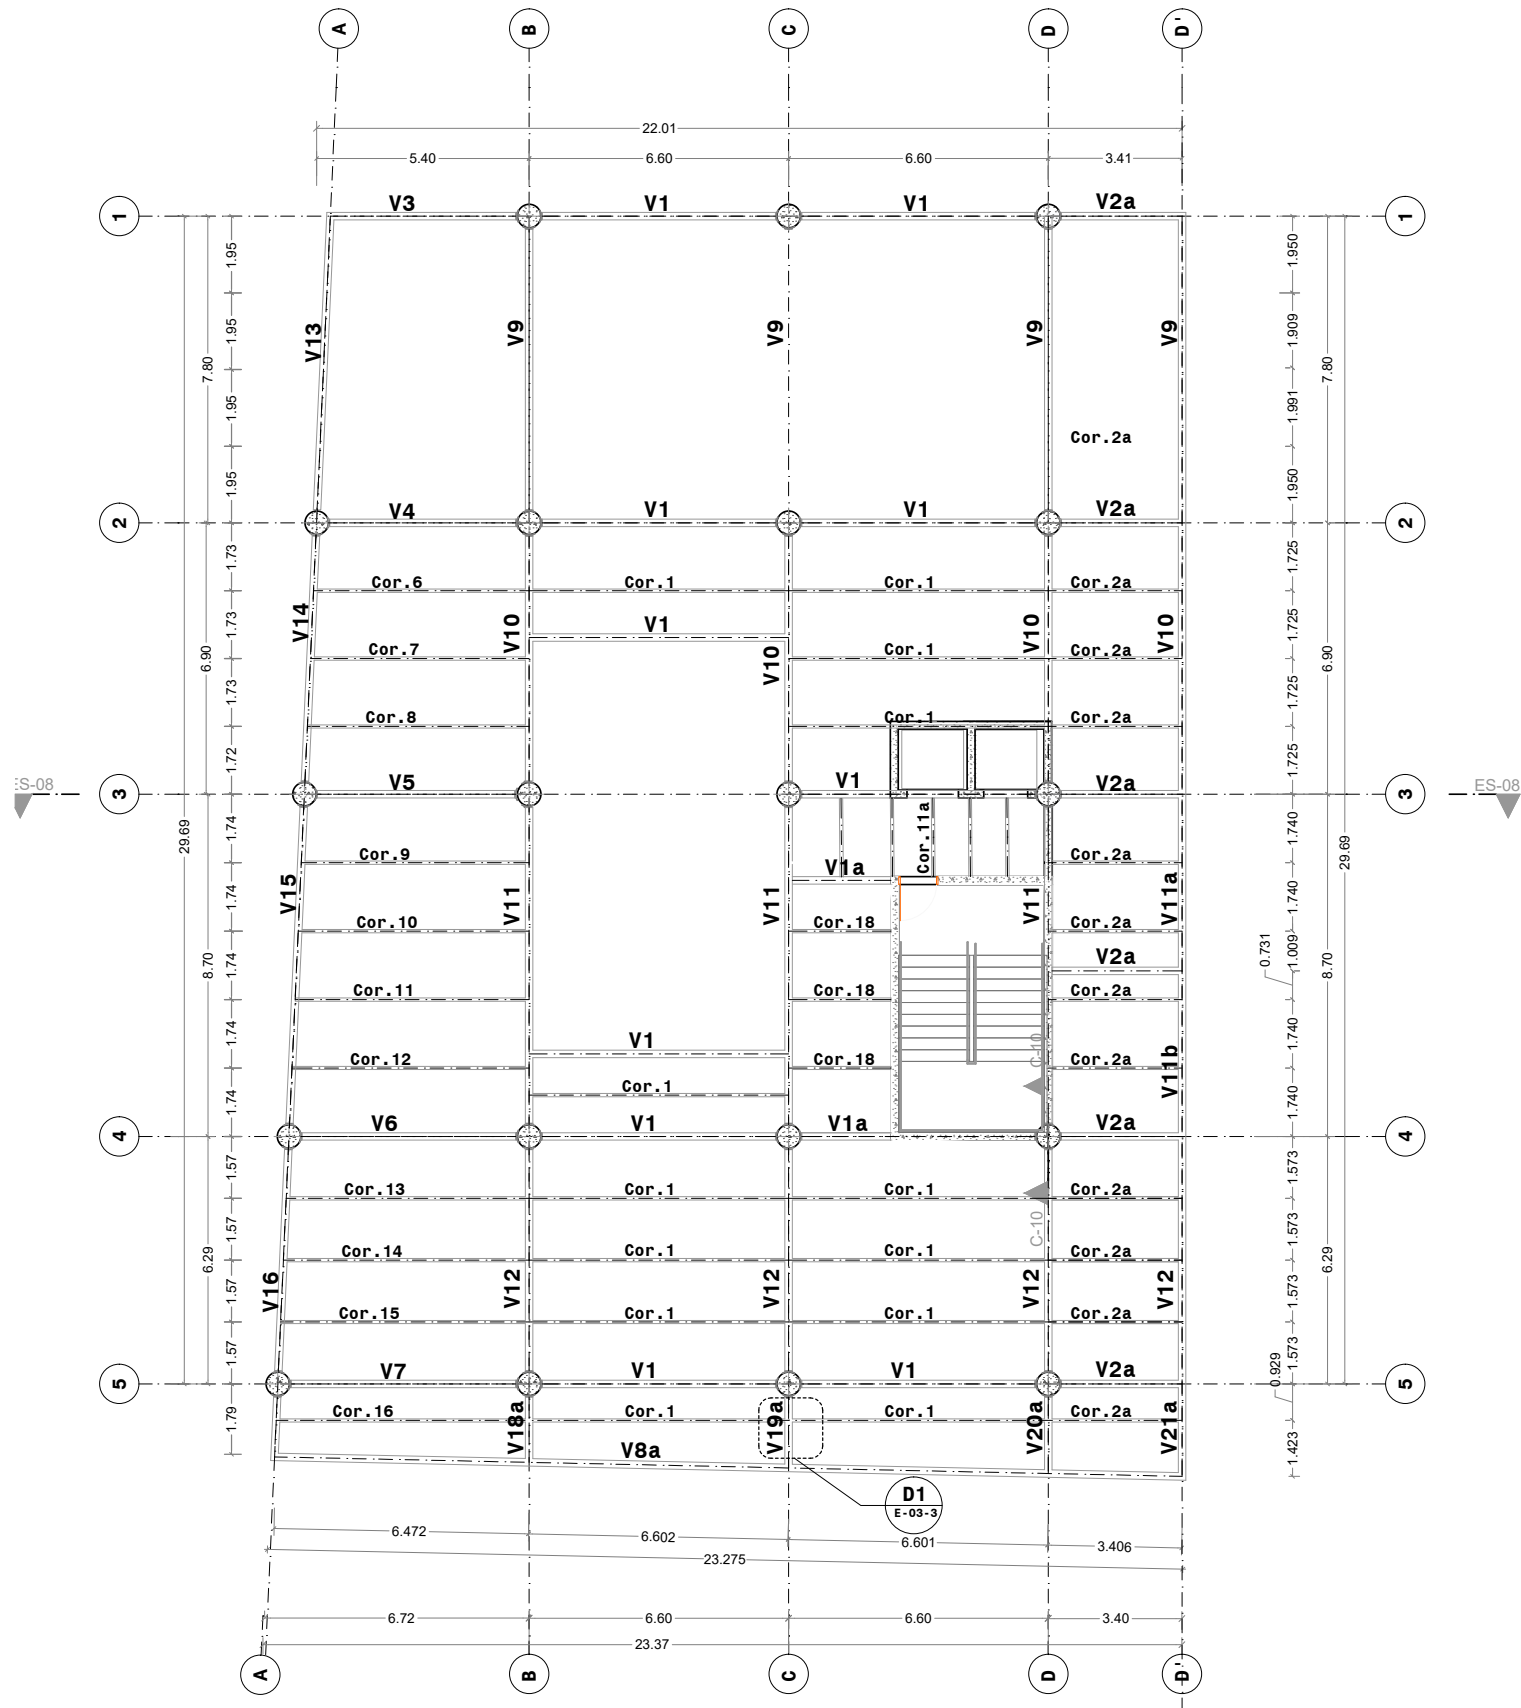 A B C D D'
22.01
5.40 6.60 6.60 3.41
1 V3 V1 V1 V2a 1
1.95 1.950
V13 V9 V9 V9 V9
1.95 1.909
7.80 7.80
1.95 1.991
Cor.2a
1.95 1.950
2 V4 V1 V1 V2a 2
1.73 1.725
Cor.6 Cor.1 Cor.1 Cor.2a
V14 V10 V1 V10 V10
1.73 1.725
Cor.7 V10 Cor.1 Cor.2a
6.90 6.90
1.73 1.725
Cor.8 Cor.1 Cor.2a
1.72 1.725
ES-08 3 V5 V1 V2a 3 ES-08
29.69 29.69
1.74 Cor.11a 1.740
Cor.9 V1a Cor.2a
V15 V11 V11 V11 V11a
1.74 1.740
Cor.10 Cor.18 Cor.2a
8.70 1.74 V2a 1.009 0.731 8.70
Cor.11 Cor.18 Cor.2a
1.74 V1 C-10 1.740
Cor.12 Cor.18 Cor.2a V11b
1.74 Cor.1 1.740
4 V6 V1 V1a V2a 4
1.57 1.573
Cor.13 Cor.1 Cor.1 Cor.2a
1.57 C-10 1.573
Cor.14 Cor.1 Cor.1 Cor.2a
6.29 6.29
V16 V12 V12 V12 V12
1.57 1.573
Cor.15 Cor.1 Cor.1 Cor.2a
1.57 1.573
0.929
5 V7 V1 V1 V2a 5
Cor.16 Cor.1 Cor.1 Cor.2a
1.79 V18a V19a V20a V21a 1.423
V8a
D1
E-03-3
6.472 6.602 6.601 3.406
23.275
6.72 6.60 6.60 3.40
23.37
A B C D D'